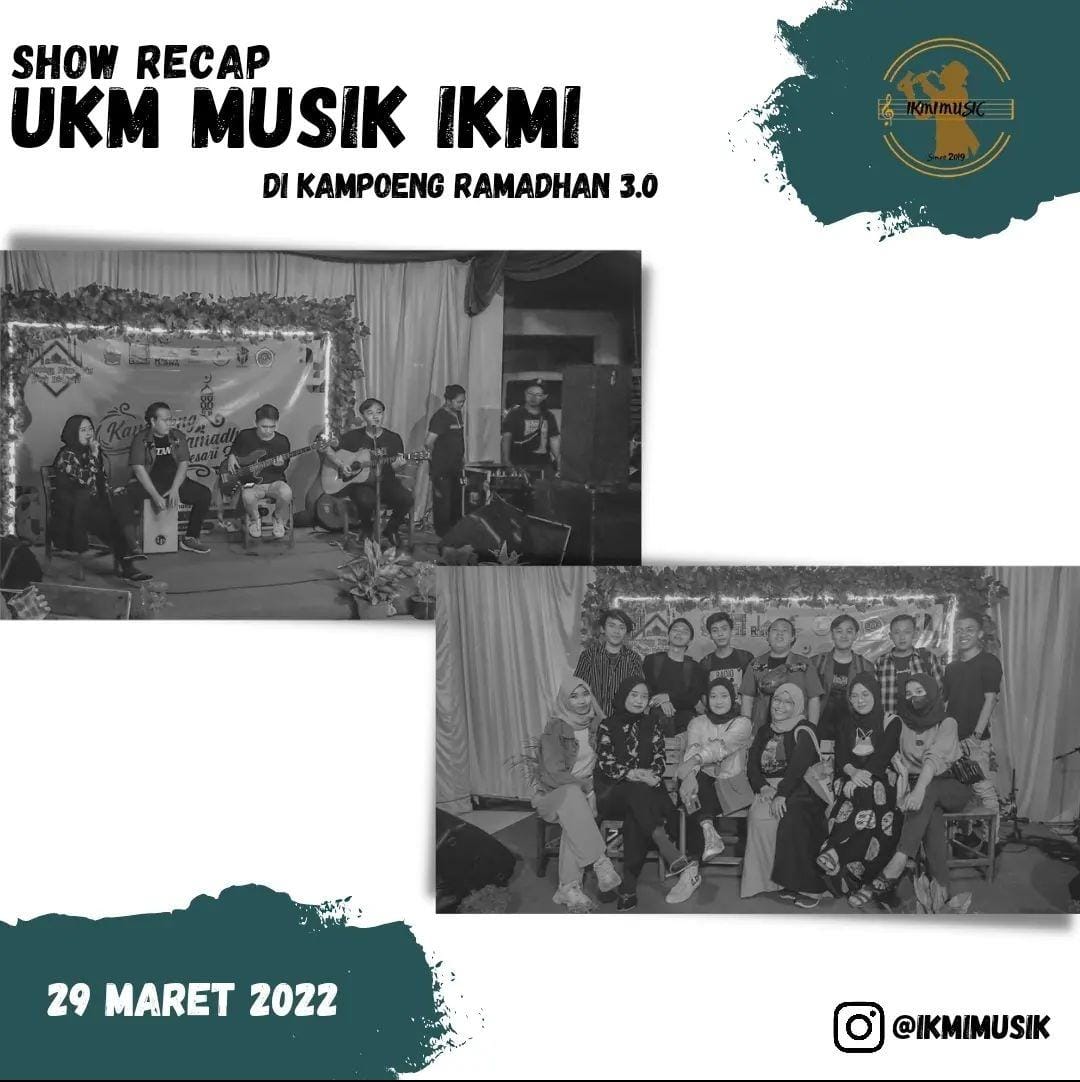 SHOW RECAP
UKM MUSIK IKMI
DI KAMPOENG RAMADHAN 3.0
IKMIMUSIC
Since 2019
29 MARET 2022
@IKMIMUSIK